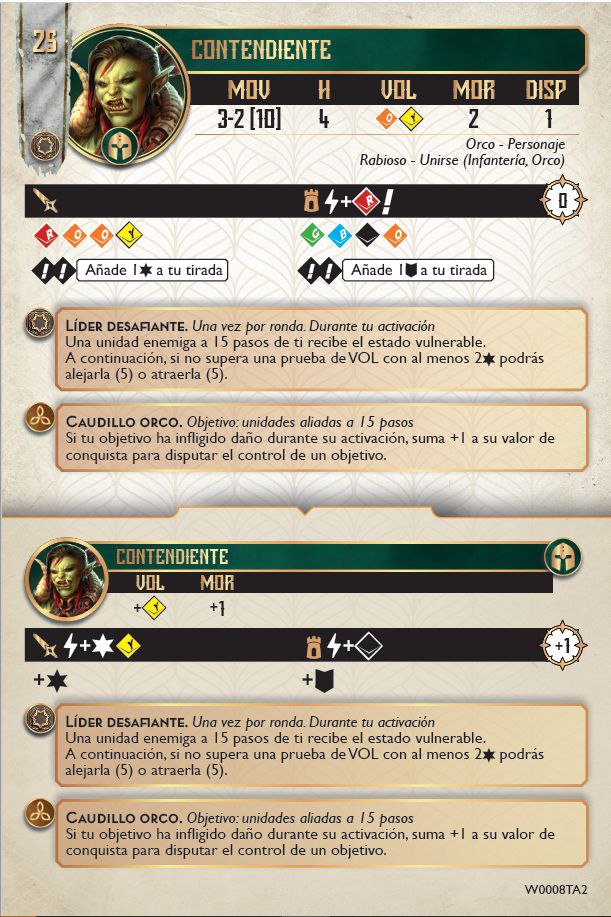 25
CONTENDIENTE
MOV H VOL MOR DISP
3-2 [10] 4 O Y 2 1
Orco - Personaje
Rabioso - Unirse (Infantería, Orco)
+ R ! 0
R O O Y G B O
!! Añade 1 a tu tirada !! Añade 1 a tu tirada
LÍDER DESAFIANTE. Una vez por ronda. Durante tu activación
Una unidad enemiga a 15 pasos de ti recibe el estado vulnerable.
A continuación, si no supera una prueba de VOL con al menos 2 podrás
alejarla (5) o atraerla (5).
CAUDILLO ORCO. Objetivo: unidades aliadas a 15 pasos
Si tu objetivo ha infligido daño durante su activación, suma +1 a su valor de
conquista para disputar el control de un objetivo.
CONTENDIENTE
VOL MOR
+ Y +1
+ Y + +1
+ +
LÍDER DESAFIANTE. Una vez por ronda. Durante tu activación
Una unidad enemiga a 15 pasos de ti recibe el estado vulnerable.
A continuación, si no supera una prueba de VOL con al menos 2 podrás
alejarla (5) o atraerla (5).
CAUDILLO ORCO. Objetivo: unidades aliadas a 15 pasos
Si tu objetivo ha infligido daño durante su activación, suma +1 a su valor de
conquista para disputar el control de un objetivo.
W0008TA2